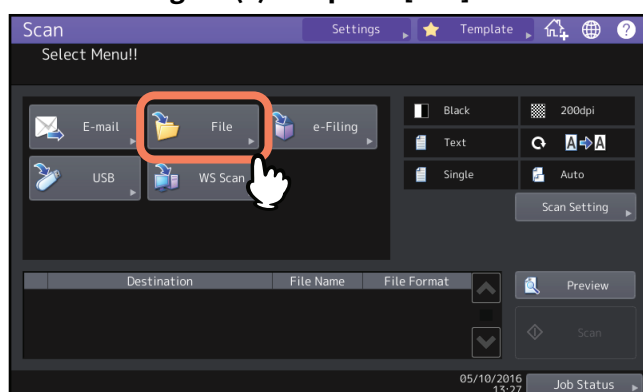 Scan
Settings
Template
?
Select Menu!!
E-mail
File
e-Filing
USB
WS Scan
Black
200dpi
Text
A A
Single
Auto
Scan Setting
Destination
File Name
File Format
Preview
Scan
05/10/2016
13:27
Job Status